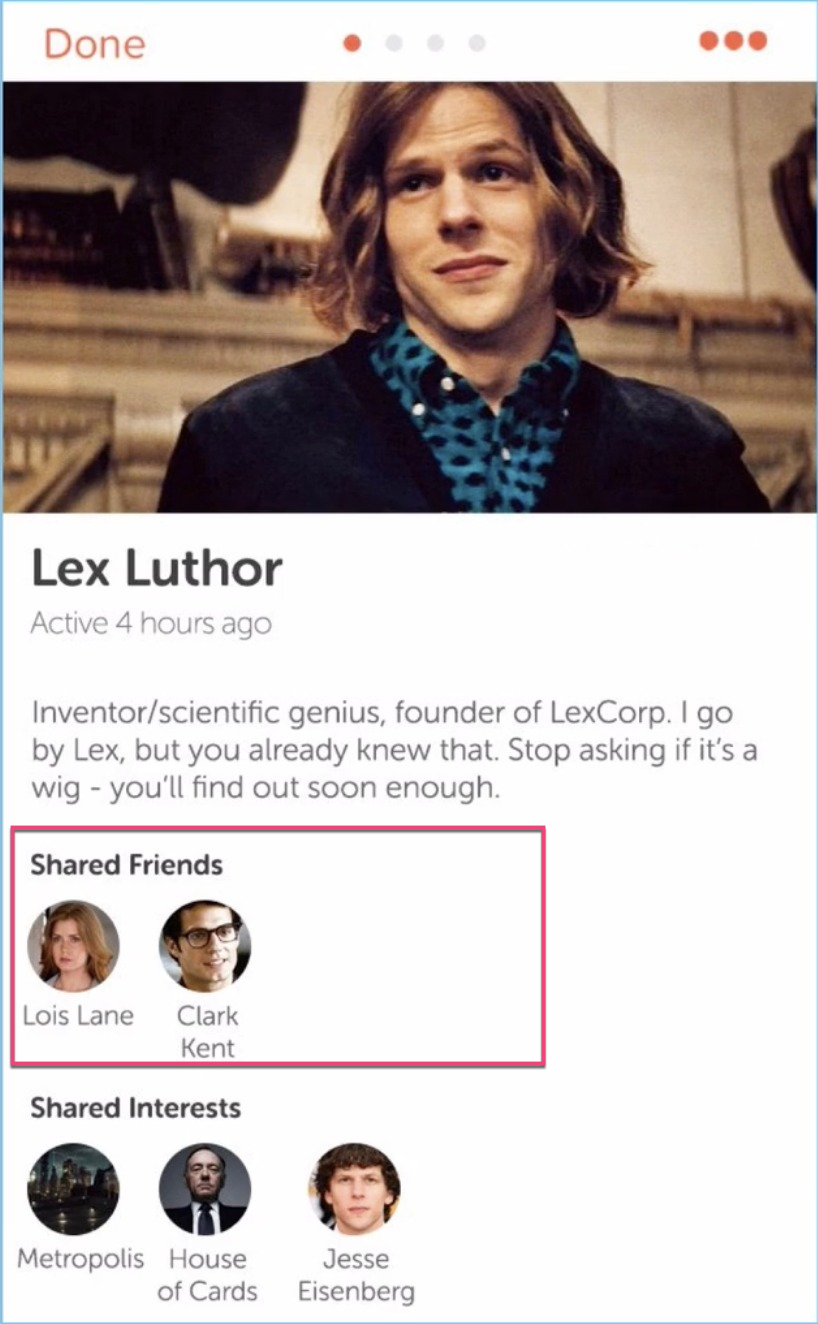 Done
Lex Luthor
Active 4 hours ago
Inventor/scientific genius, founder of LexCorp. I go
by Lex, but you already knew that. Stop asking if it's a
wig - you'll find out soon enough.
Shared Friends
Lois Lane
Clark
Kent
Shared Interests
Metropolis
House
of Cards
Jesse
Eisenberg